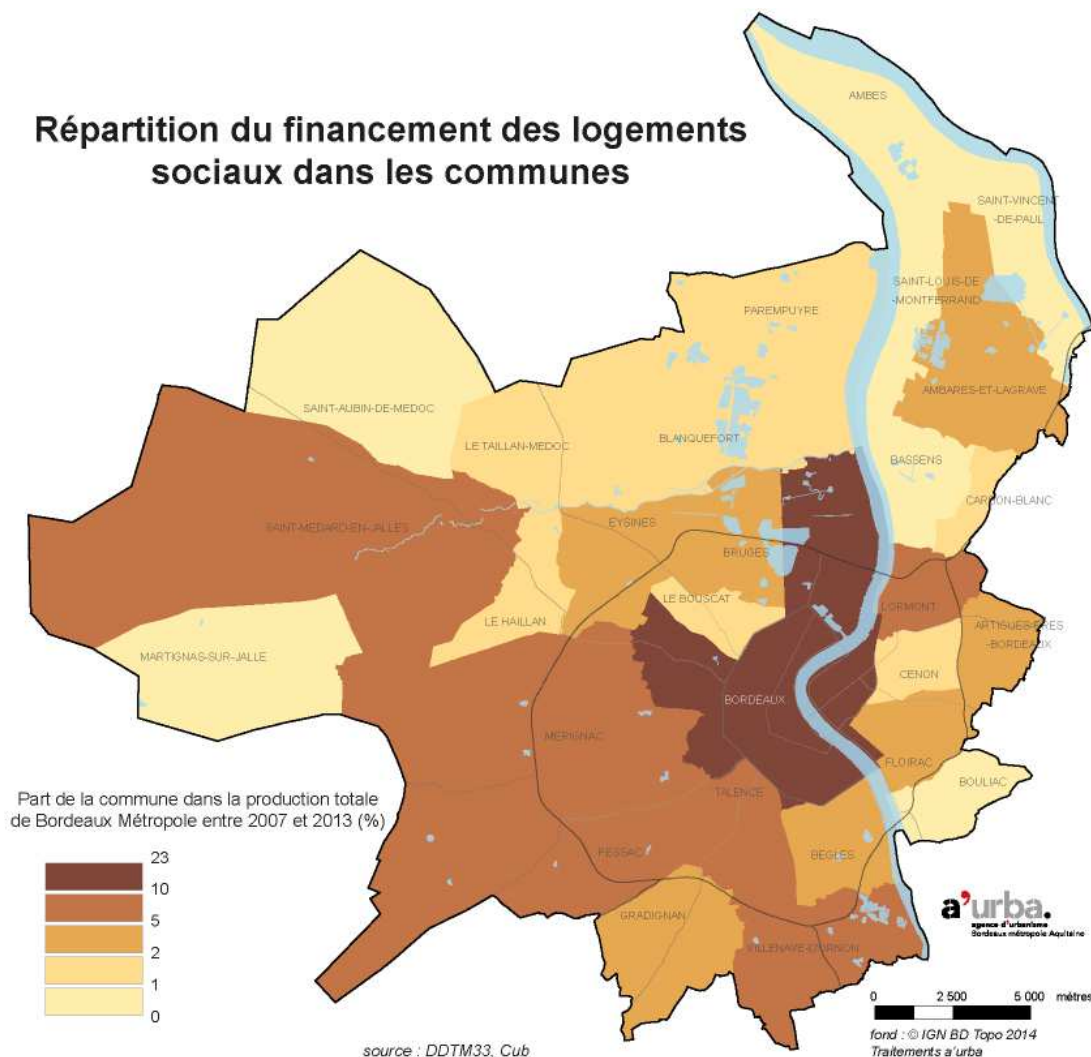 Répartition du financement des logements
sociaux dans les communes
AMBES
SAINT-VINCENT
-DE-PAUL
SAINT-LOUIS-DE
-MONTFERRAND
PAREMPUYRE
AMBARES-ET-LAGRAVE
SAINT-AUBIN-DE-MEDOC
LE TAILLAN-MEDOC
BLANQUEFORT
BASSENS
CARBON-BLANC
SAINT-MEDARD-EN-JALLES
EYSINES
BRUGES
LE BOUSCAT
LORMONT
LE HAILLAN
ARTIGUES-PRES
-BORDEAUX
MARTIGNAS-SUR-JALLE
CENON
BORDEAUX
MERIGNAC
FLOIRAC
BOULIAC
TALENCE
PESSAC
BEGLES
GRADIGNAN
VILLENAVE-D'ORNON
Part de la commune dans la production totale
de Bordeaux Métropole entre 2007 et 2013 (%)
23
10
5
2
1
0
a'urba.
agence d'urbanisme
Bordeaux métropole Aquitaine
0 2 500 5 000 mètres
fond : © IGN BD Topo 2014
Traitements a'urba
source : DDTM33, Cub